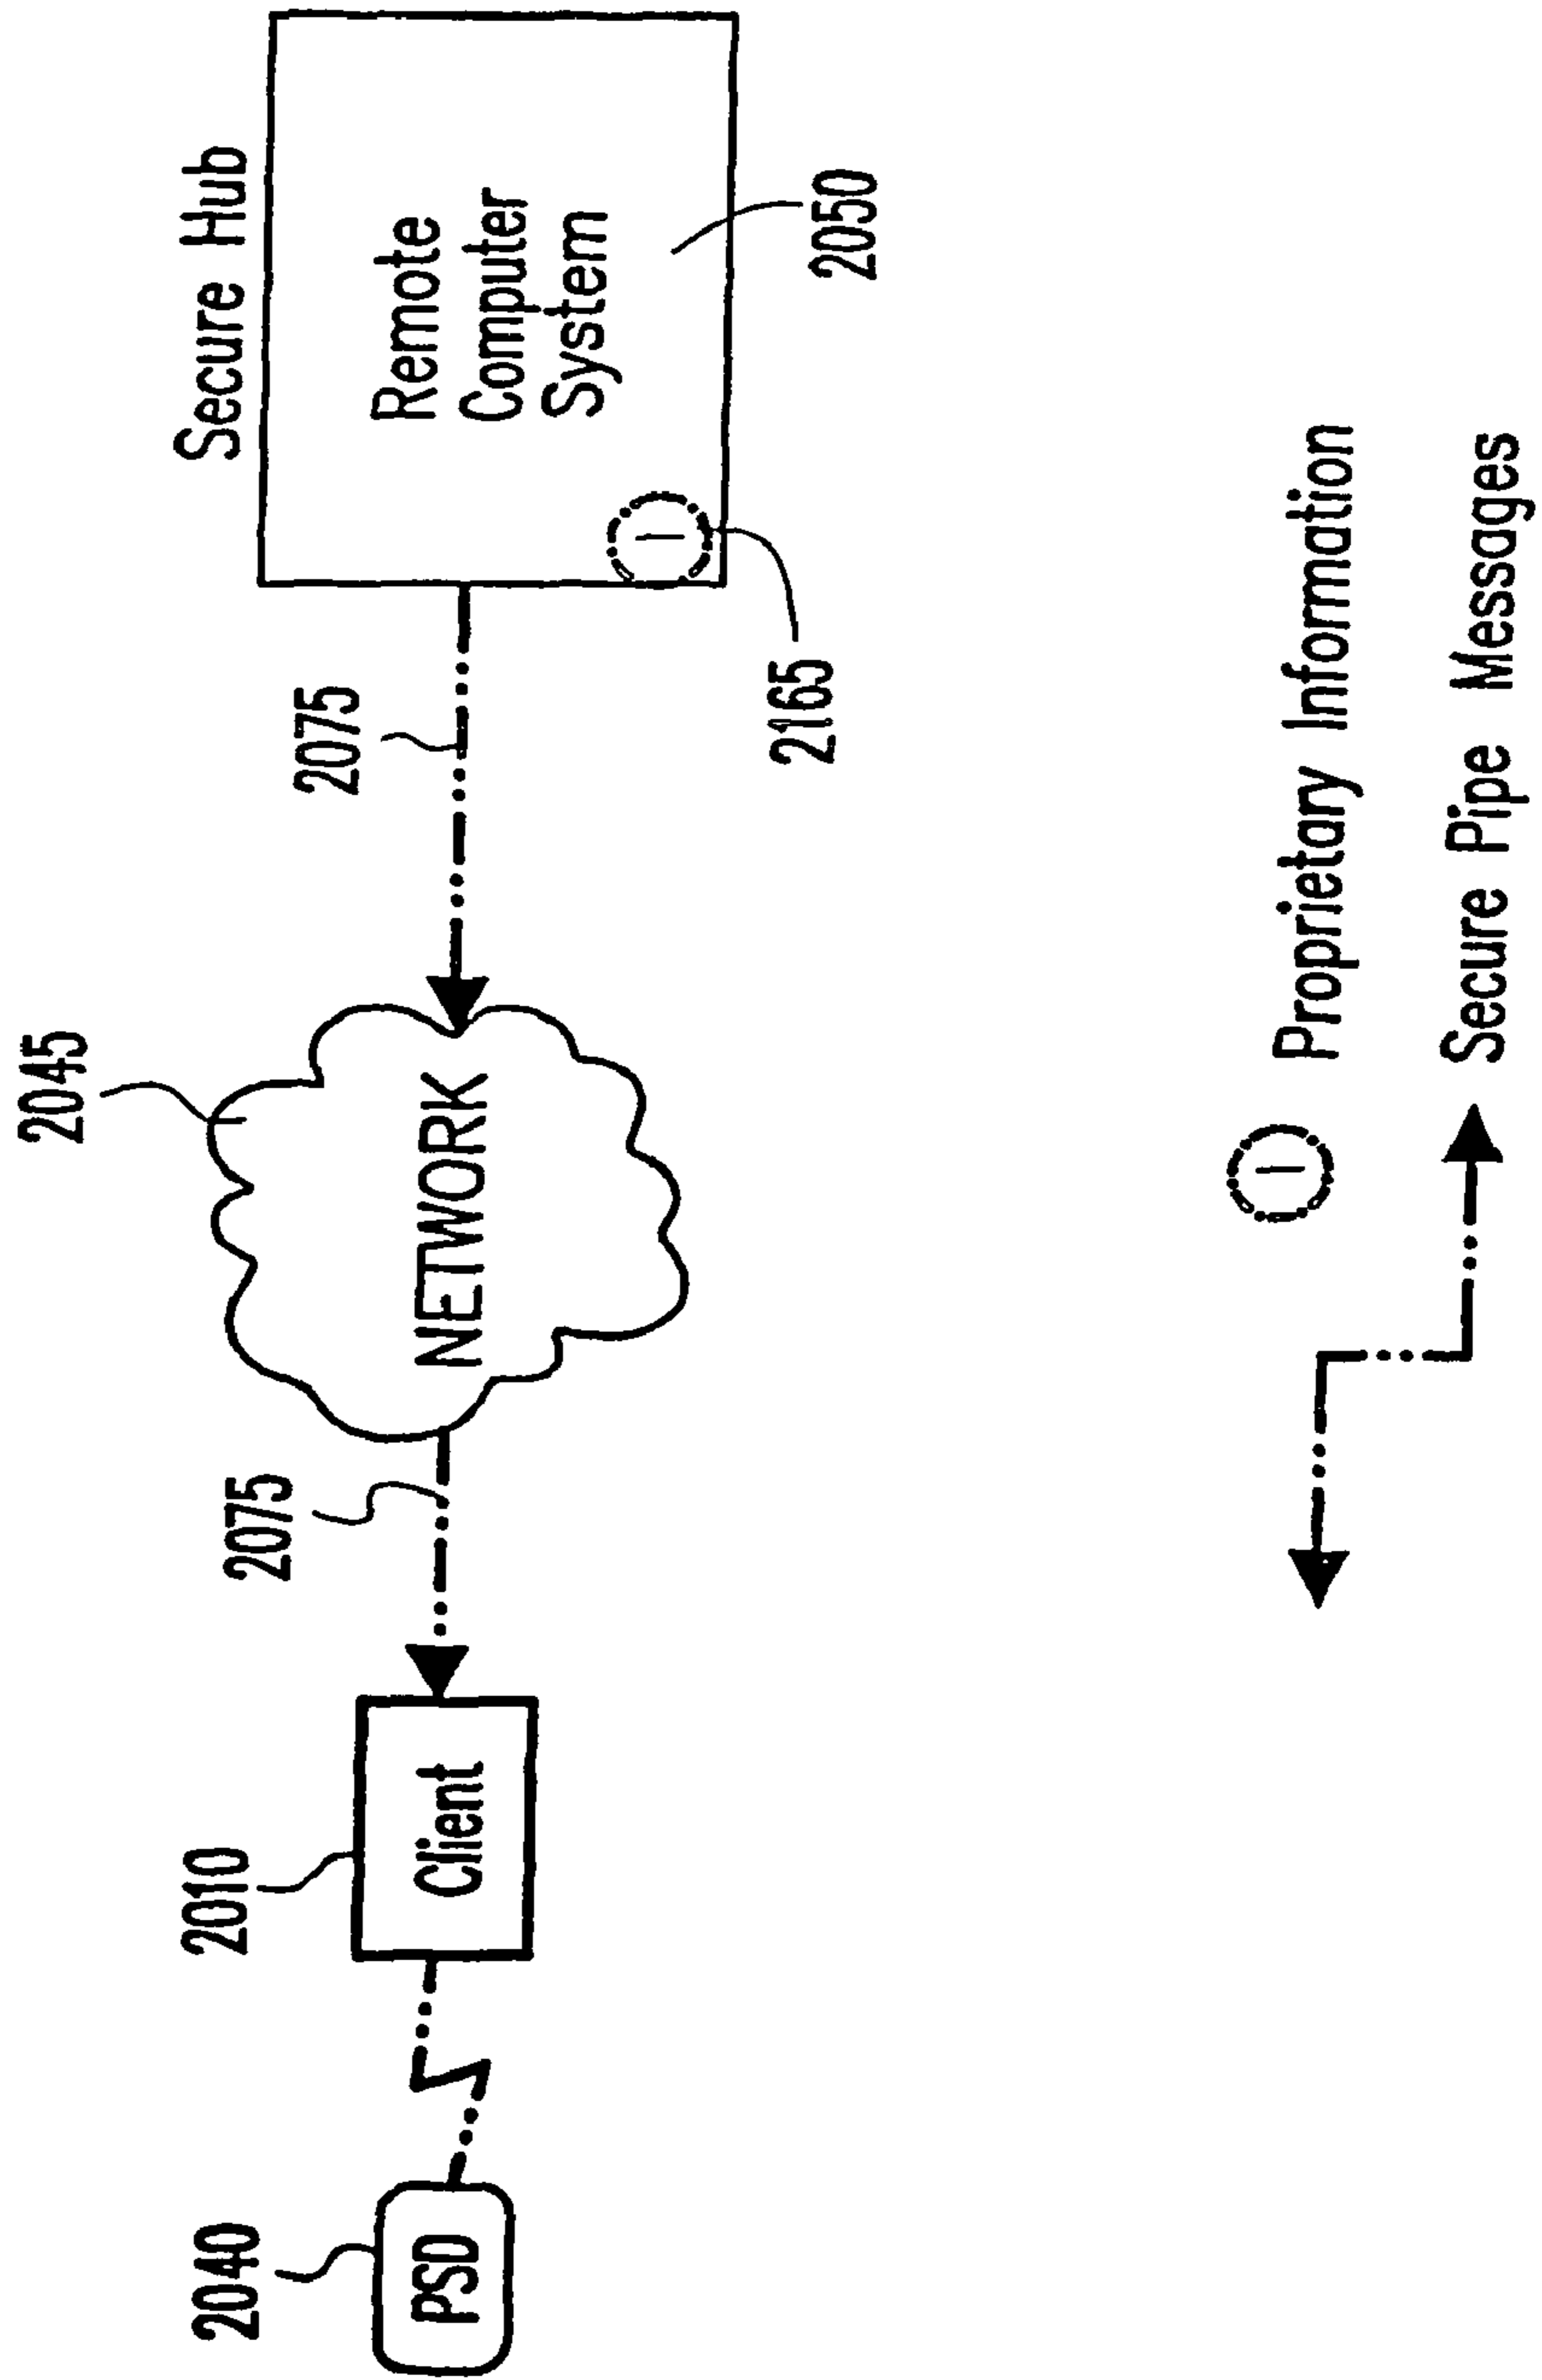 2045
Secure Hub
2075
2075
2010
2040
PSD
Client
NETWORK
Remote
Computer
System
I
2165
2050
I Proprietary Information
Secure Pipe Messages